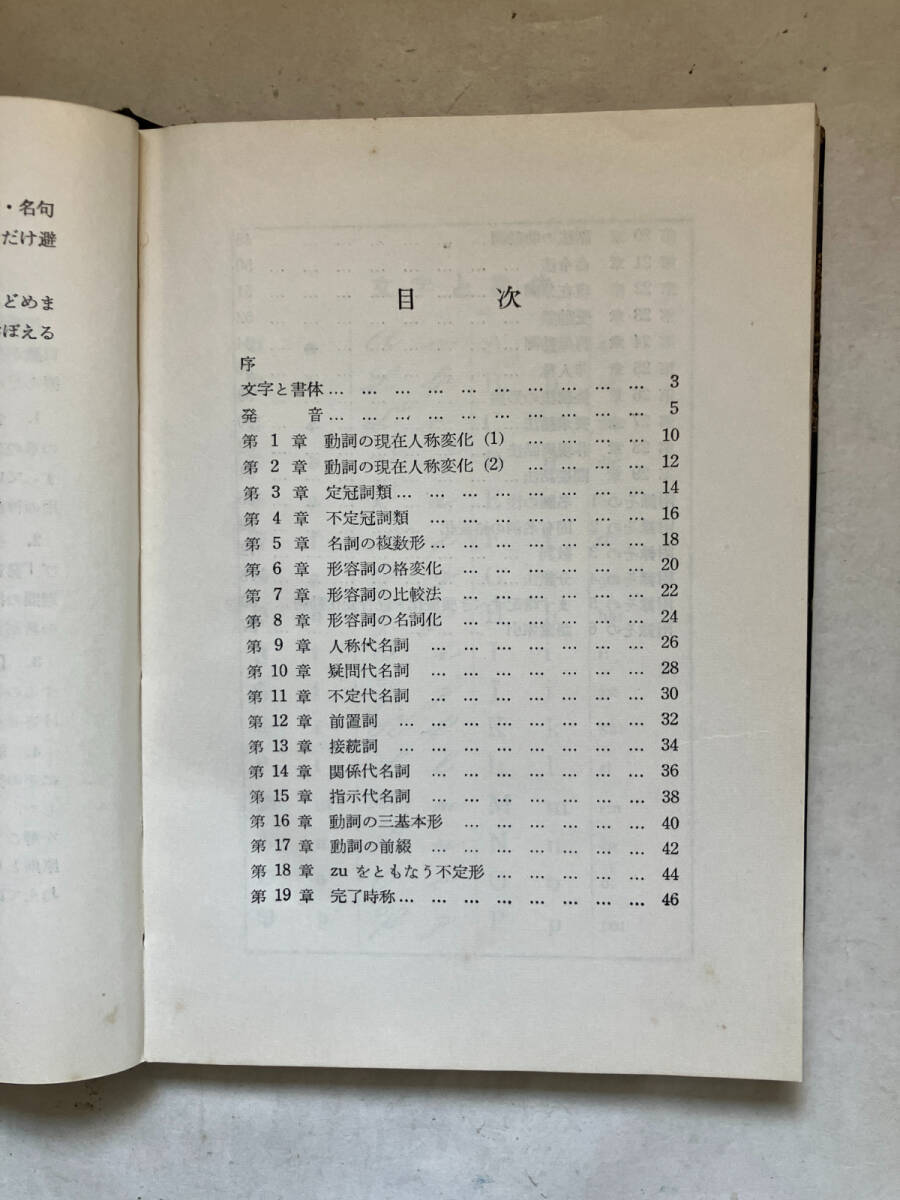 ・名句
だけ避
どめま
ぼえる
目 次
序
文字と書体… … … … … … … … … … … 3
発 音… … … … … … … … … … … 5
第 1 章 動詞の現在人称変化 (1) … … … … … 10
第 2 章 動詞の現在人称変化 (2) … … … … … 12
第 3 章 定冠詞類… … … … … … … … … 14
第 4 章 不定冠詞類 … … … … … … … … 16
第 5 章 名詞の複数形… … … … … … … … 18
第 6 章 形容詞の格変化 … … … … … … … 20
第 7 章 形容詞の比較法 … … … … … … … 22
第 8 章 形容詞の名詞化 … … … … … … … 24
第 9 章 人称代名詞 … … … … … … … … 26
第 10 章 疑問代名詞 … … … … … … … … 28
第 11 章 不定代名詞 … … … … … … … … 30
第 12 章 前置詞 … … … … … … … … … 32
第 13 章 接続詞 … … … … … … … … … 34
第 14 章 関係代名詞 … … … … … … … … 36
第 15 章 指示代名詞 … … … … … … … … 38
第 16 章 動詞の三基本形 … … … … … … … 40
第 17 章 動詞の前綴 … … … … … … … … 42
第 18 章 zu をともなう不定形 … … … … … … 44
第 19 章 完了時称… … … … … … … … … 46